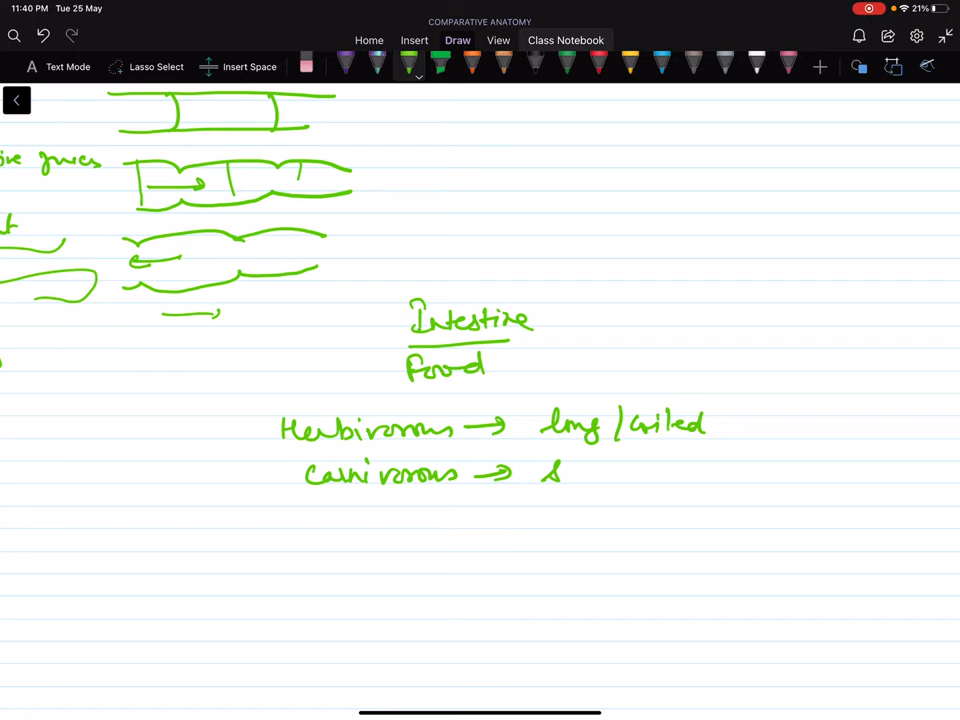 11:40 PM Tue 25 May
21%
COMPARATIVE ANATOMY
Home Insert Draw View Class Notebook
Text Mode Lasso Select Insert Space
juices
Intestine
Food
Herbivorous → long / coiled
Carnivorous → s